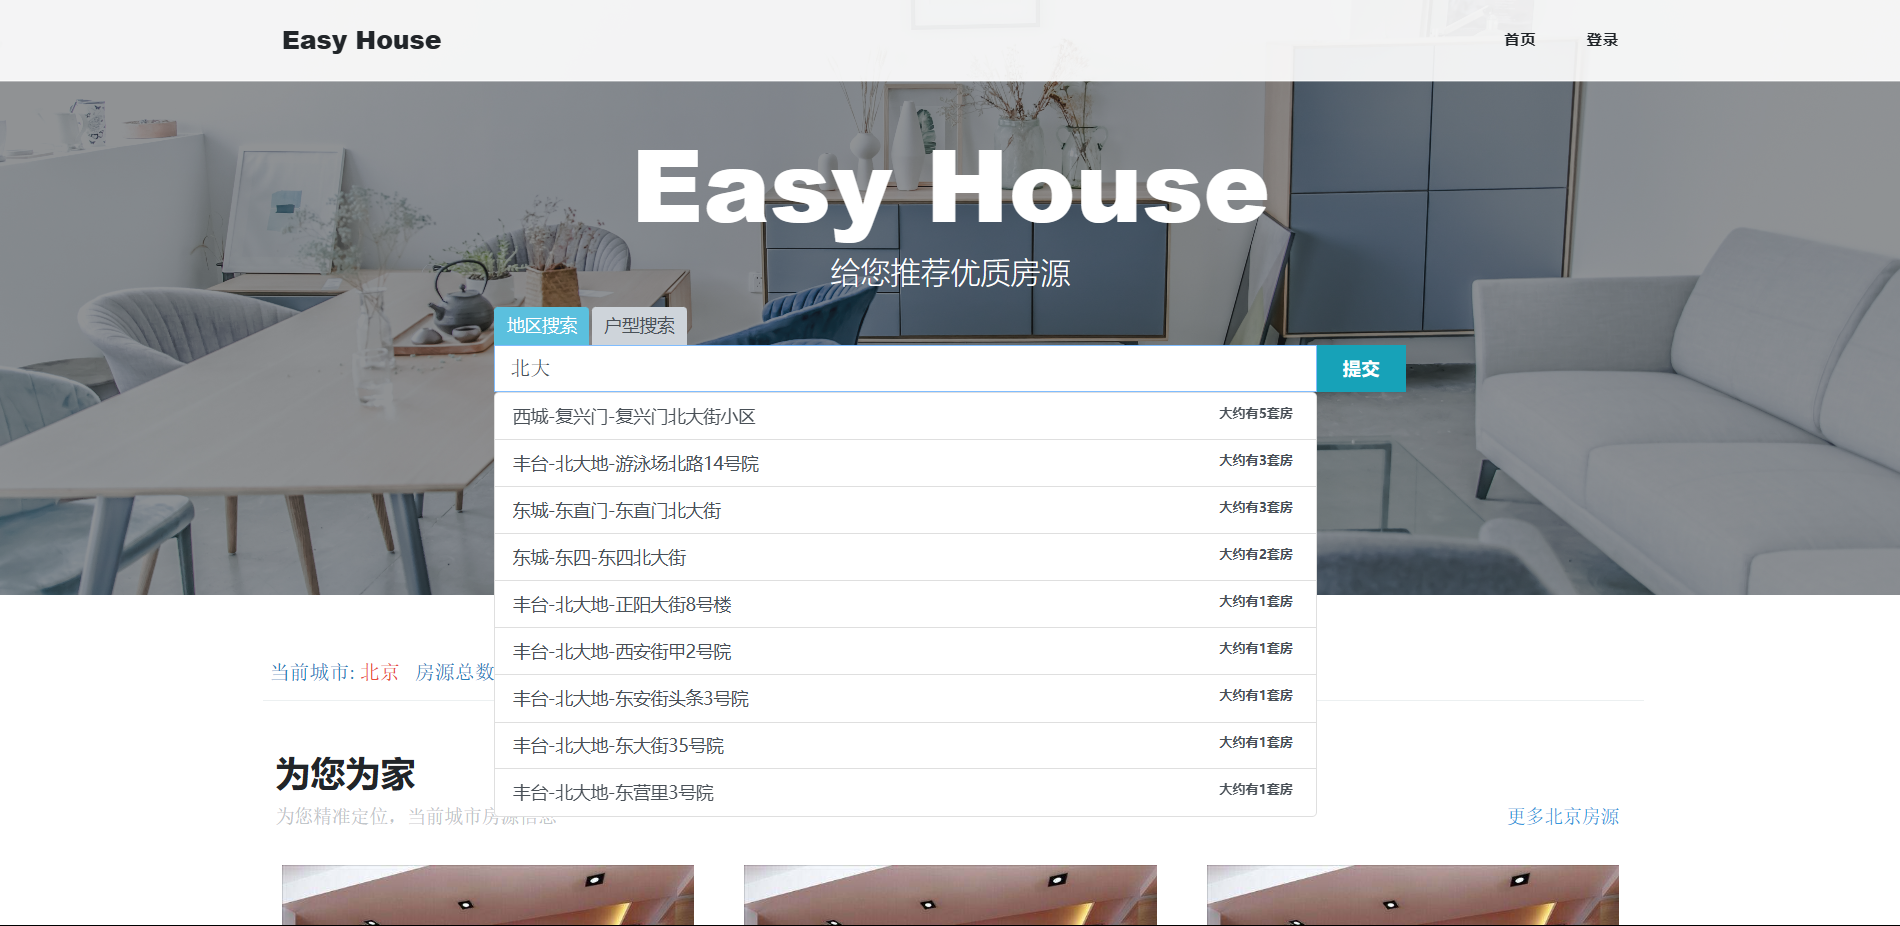 Easy House
首页 登录
Easy House
给您推荐优质房源
地区搜索 户型搜索
北大 提交
西城-复兴门-复兴门北大街小区 大约有5套房
丰台-北大地-游泳场北路14号院 大约有3套房
东城-东直门-东直门北大街 大约有3套房
东城-东四-东四北大街 大约有2套房
丰台-北大地-正阳大街8号楼 大约有1套房
丰台-北大地-西安街甲2号院 大约有1套房
丰台-北大地-东安街头条3号院 大约有1套房
丰台-北大地-东大街35号院 大约有1套房
丰台-北大地-东营里3号院 大约有1套房
当前城市: 北京 房源总数
为您为家
为您精准定位，当前城市房源信息
更多北京房源